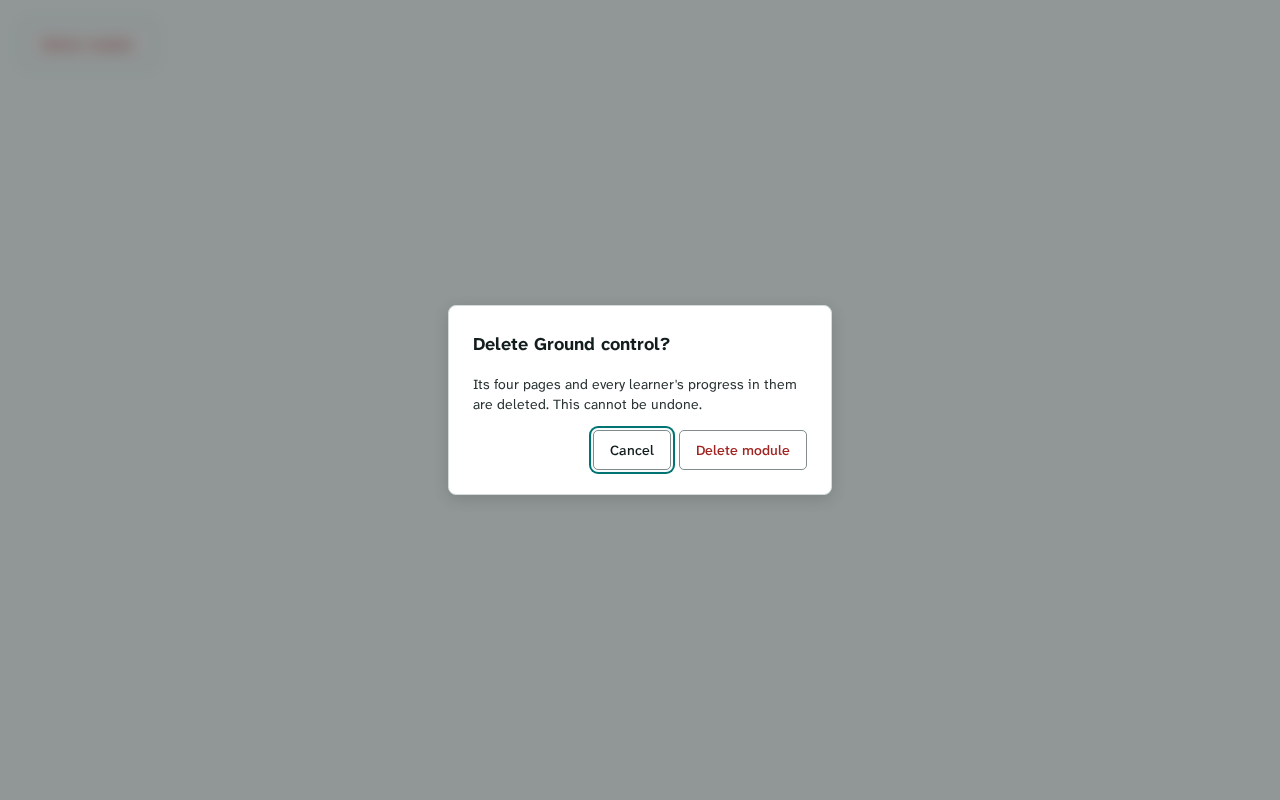 Delete Ground control?
Its four pages and every learner's progress in them
are deleted. This cannot be undone.
Cancel
Delete module